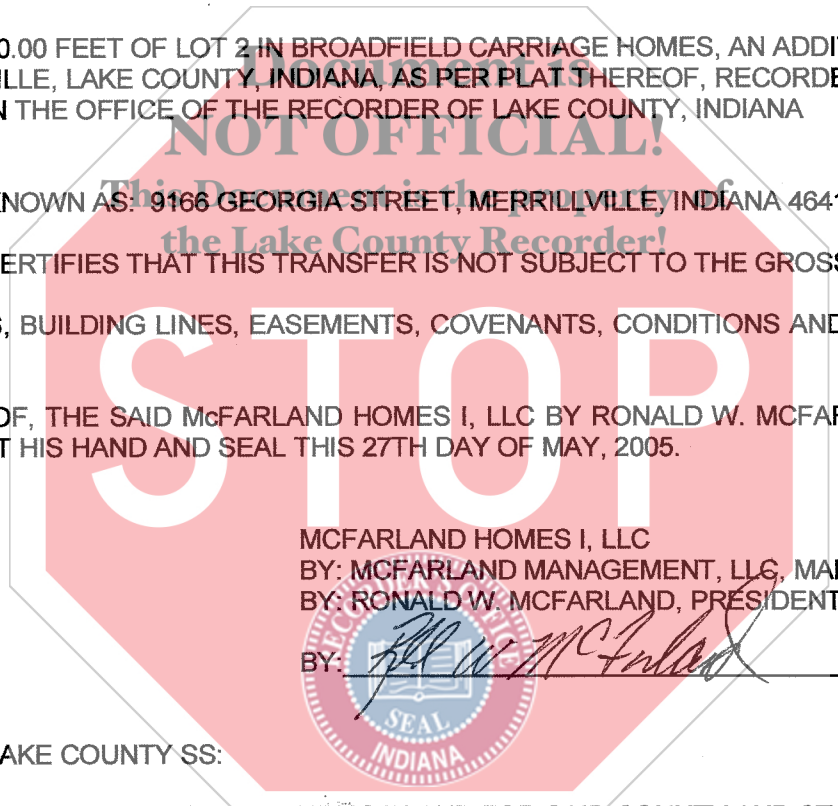 0.00 FEET OF LOT 2 IN BROADFIELD CARRIAGE HOMES, AN ADDI
Document is
ILLE, LAKE COUNTY, INDIANA, AS PER PLAT THEREOF, RECORDE
N THE OFFICE OF THE RECORDER OF LAKE COUNTY, INDIANA
NOT OFFICIAL!
This Document is the property of
KNOWN AS: 9166 GEORGIA STREET, MERRILLVILLE, INDIANA 464
the Lake County Recorder!
ERTIFIES THAT THIS TRANSFER IS NOT SUBJECT TO THE GROSS
S, BUILDING LINES, EASEMENTS, COVENANTS, CONDITIONS AND
STOP
OF, THE SAID McFARLAND HOMES I, LLC BY RONALD W. MCFAR
T HIS HAND AND SEAL THIS 27TH DAY OF MAY, 2005.
MCFARLAND HOMES I, LLC
BY: MCFARLAND MANAGEMENT, LLC, MA
BY: RONALD W. MCFARLAND, PRESIDENT
BY:
RECORDER'S OFFICE
SEAL
INDIANA
AKE COUNTY SS: